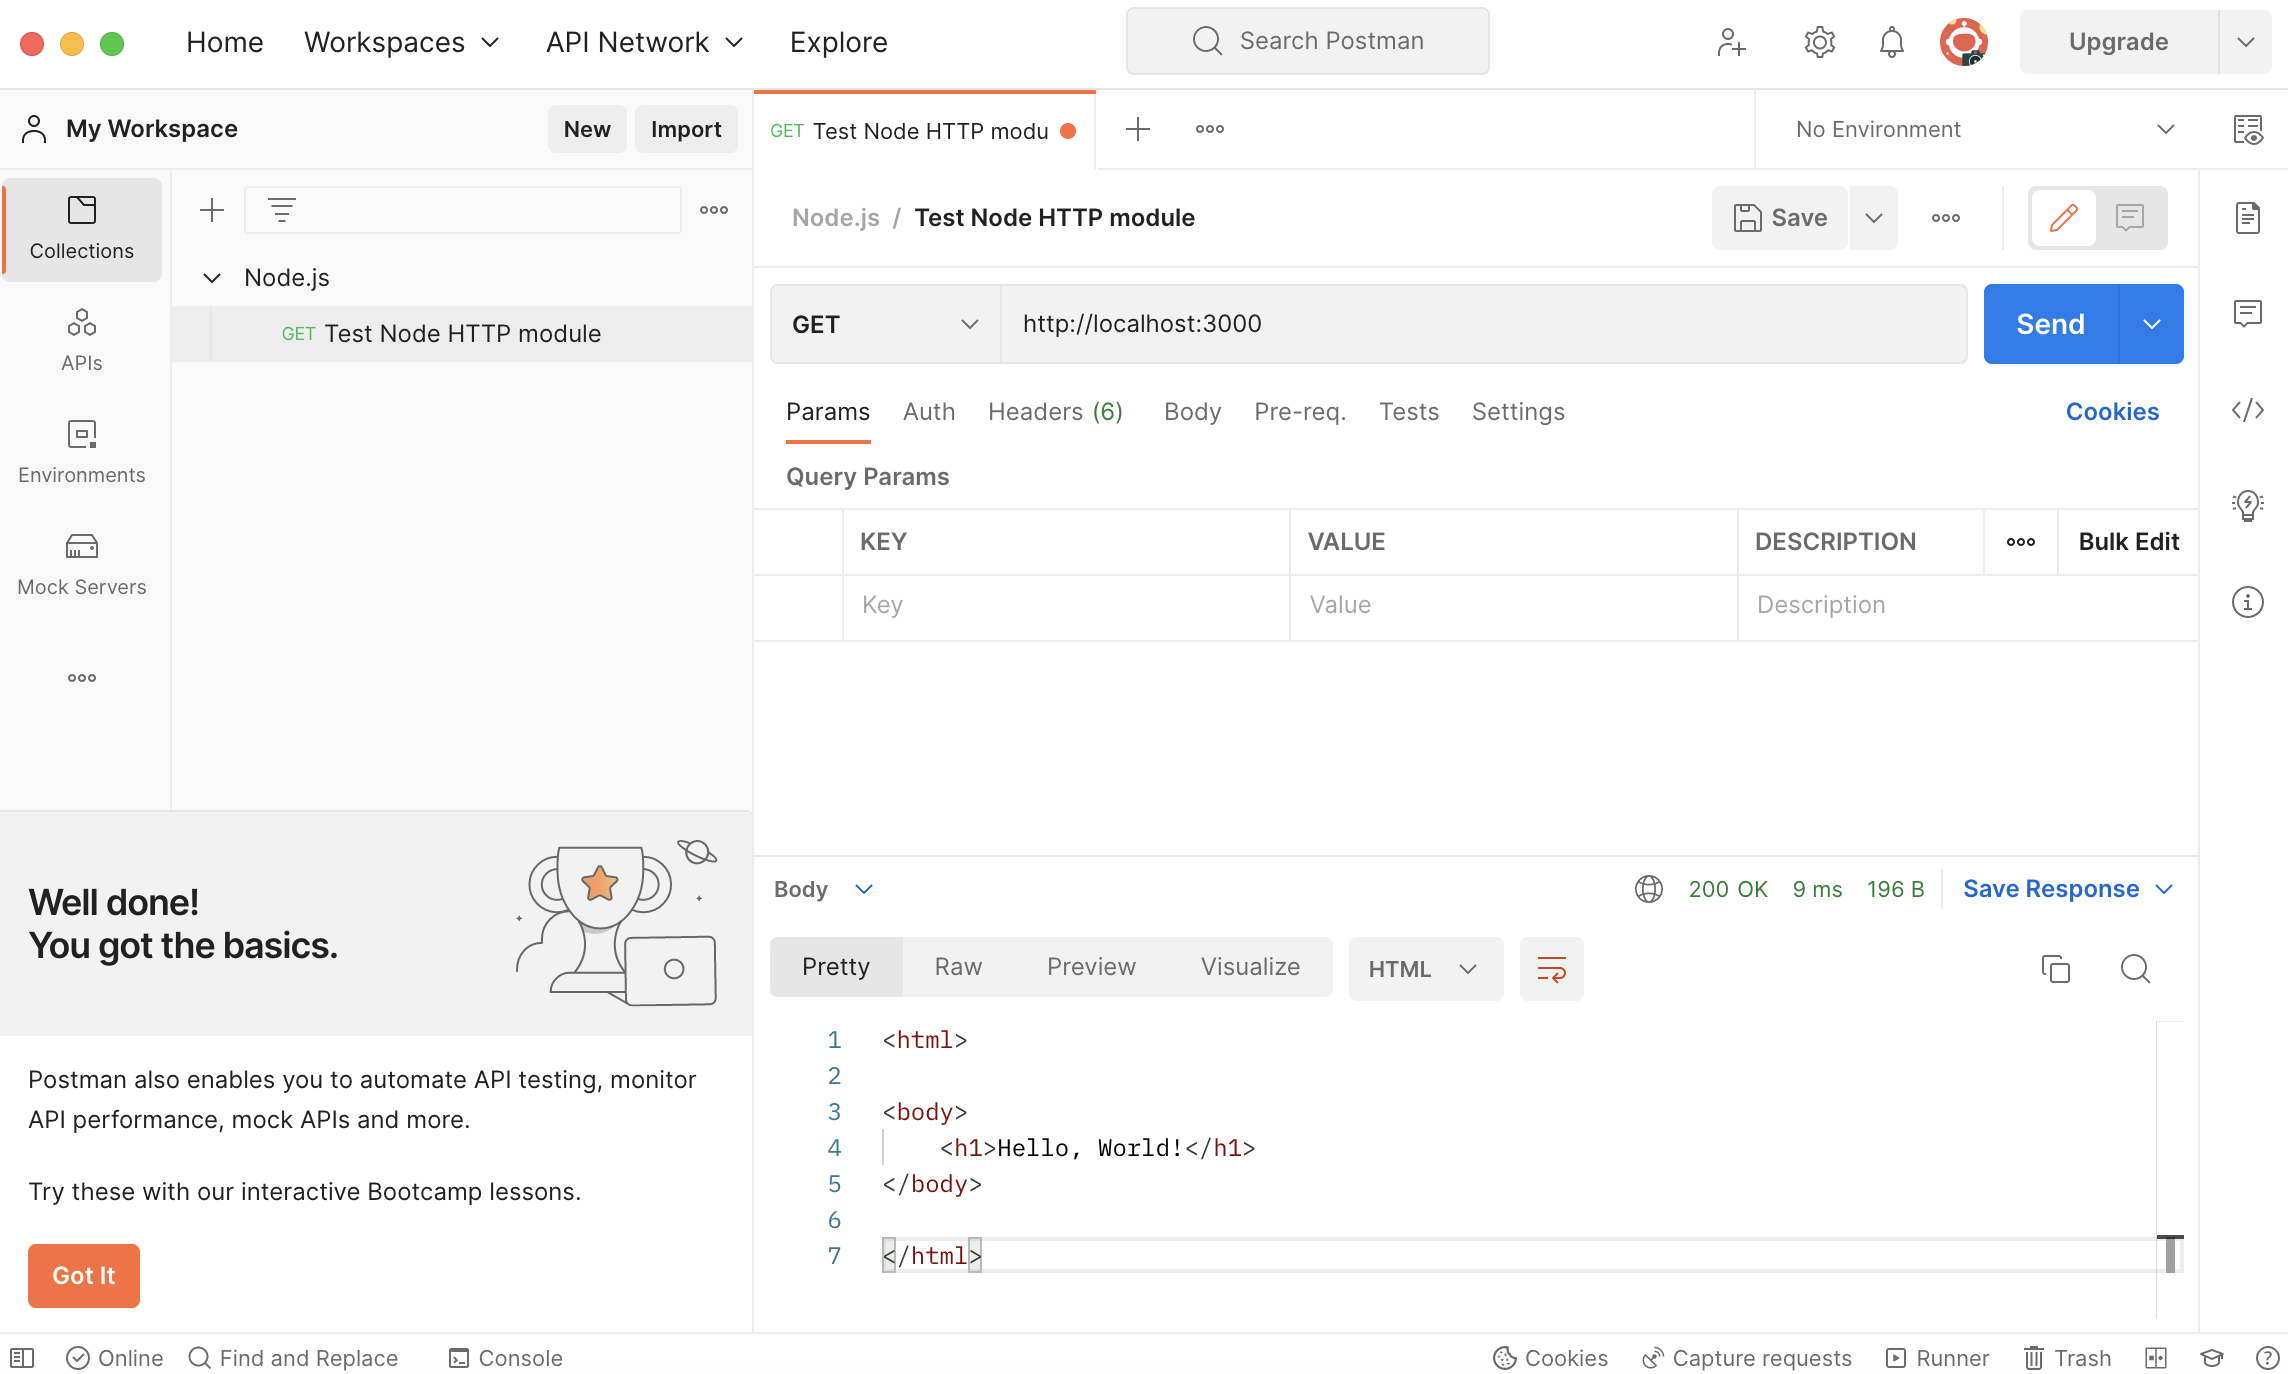 Home Workspaces API Network Explore Search Postman Upgrade
My Workspace New Import
GET Test Node HTTP modu
No Environment
Collections
APIs
Environments
Mock Servers
Node.js
GET Test Node HTTP module
Node.js / Test Node HTTP module
Save
GET http://localhost:3000 Send
Params Auth Headers (6) Body Pre-req. Tests Settings Cookies
Query Params
KEY VALUE DESCRIPTION Bulk Edit
Key Value Description
Well done!
You got the basics.
Postman also enables you to automate API testing, monitor
API performance, mock APIs and more.
Try these with our interactive Bootcamp lessons.
Got It
Body 200 OK 9 ms 196 B Save Response
Pretty Raw Preview Visualize HTML
1 <html>
2
3 <body>
4 <h1>Hello, World!</h1>
5 </body>
6
7 </html>
Online Find and Replace Console Cookies Capture requests Runner Trash